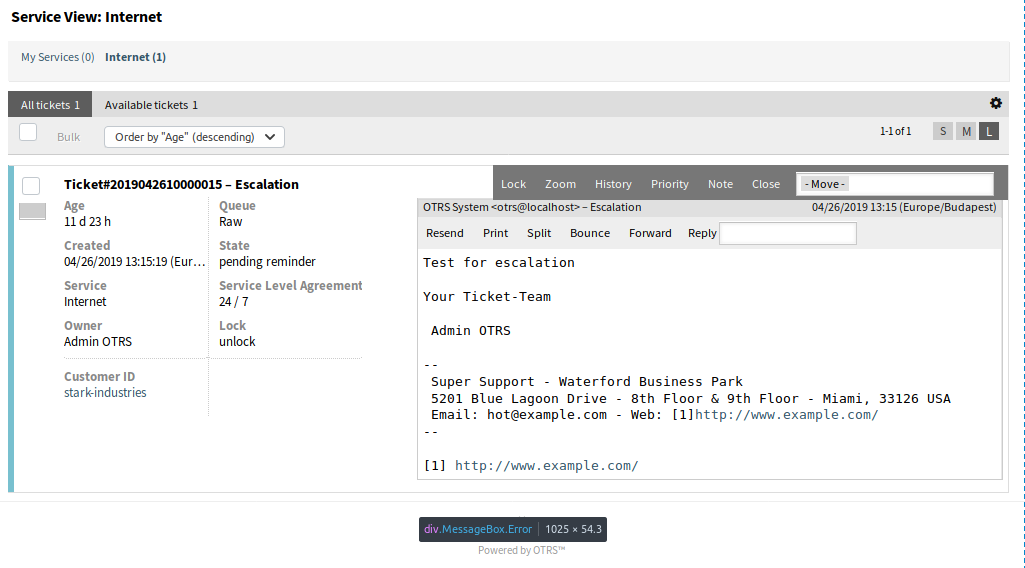 Service View: Internet
My Services (0) Internet (1)
All tickets 1 Available tickets 1
Bulk Order by "Age" (descending) 1-1 of 1 S M L
Ticket#2019042610000015 – Escalation Lock Zoom History Priority Note Close - Move -
Age Queue
11 d 23 h Raw
Created State
04/26/2019 13:15:19 (Eur… pending reminder
Service Service Level Agreement
Internet 24 / 7
Owner Lock
Admin OTRS unlock
Customer ID
stark-industries
OTRS System <otrs@localhost> – Escalation 04/26/2019 13:15 (Europe/Budapest)
Resend Print Split Bounce Forward Reply
Test for escalation
Your Ticket-Team
Admin OTRS
--
Super Support - Waterford Business Park
5201 Blue Lagoon Drive - 8th Floor & 9th Floor - Miami, 33126 USA
Email: hot@example.com - Web: [1]http://www.example.com/
--
[1] http://www.example.com/
div.MessageBox.Error 1025 × 54.3
Powered by OTRS™